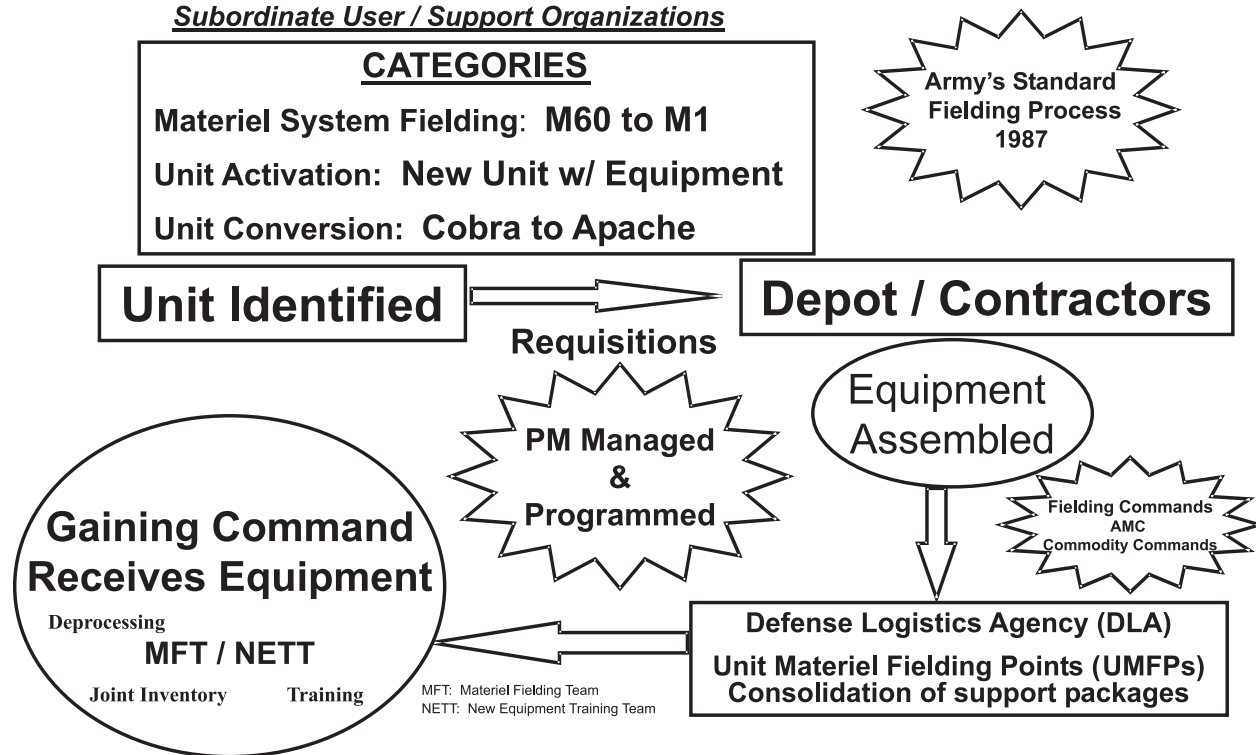 Subordinate User / Support Organizations
CATEGORIES
Materiel System Fielding: M60 to M1
Unit Activation: New Unit w/ Equipment
Unit Conversion: Cobra to Apache
Army's Standard
Fielding Process
1987
Unit Identified
Depot / Contractors
Requisitions
Equipment
Assembled
PM Managed
&
Programmed
Fielding Commands
AMC
Commodity Commands
Gaining Command
Receives Equipment
Deprocessing
MFT / NETT
Joint Inventory Training
MFT: Materiel Fielding Team
NETT: New Equipment Training Team
Defense Logistics Agency (DLA)
Unit Materiel Fielding Points (UMFPs)
Consolidation of support packages